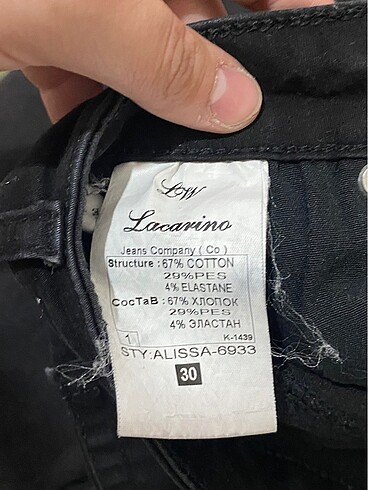 LW
Lacarino
Jeans Company ( Co )
Structure : 67% COTTON
29%PES
4% ELASTANE
СосТаВ : 67% ХЛОПОК
29%PES
4% ЭЛАСТАН
1 K-1439
STY:ALISSA-6933
30